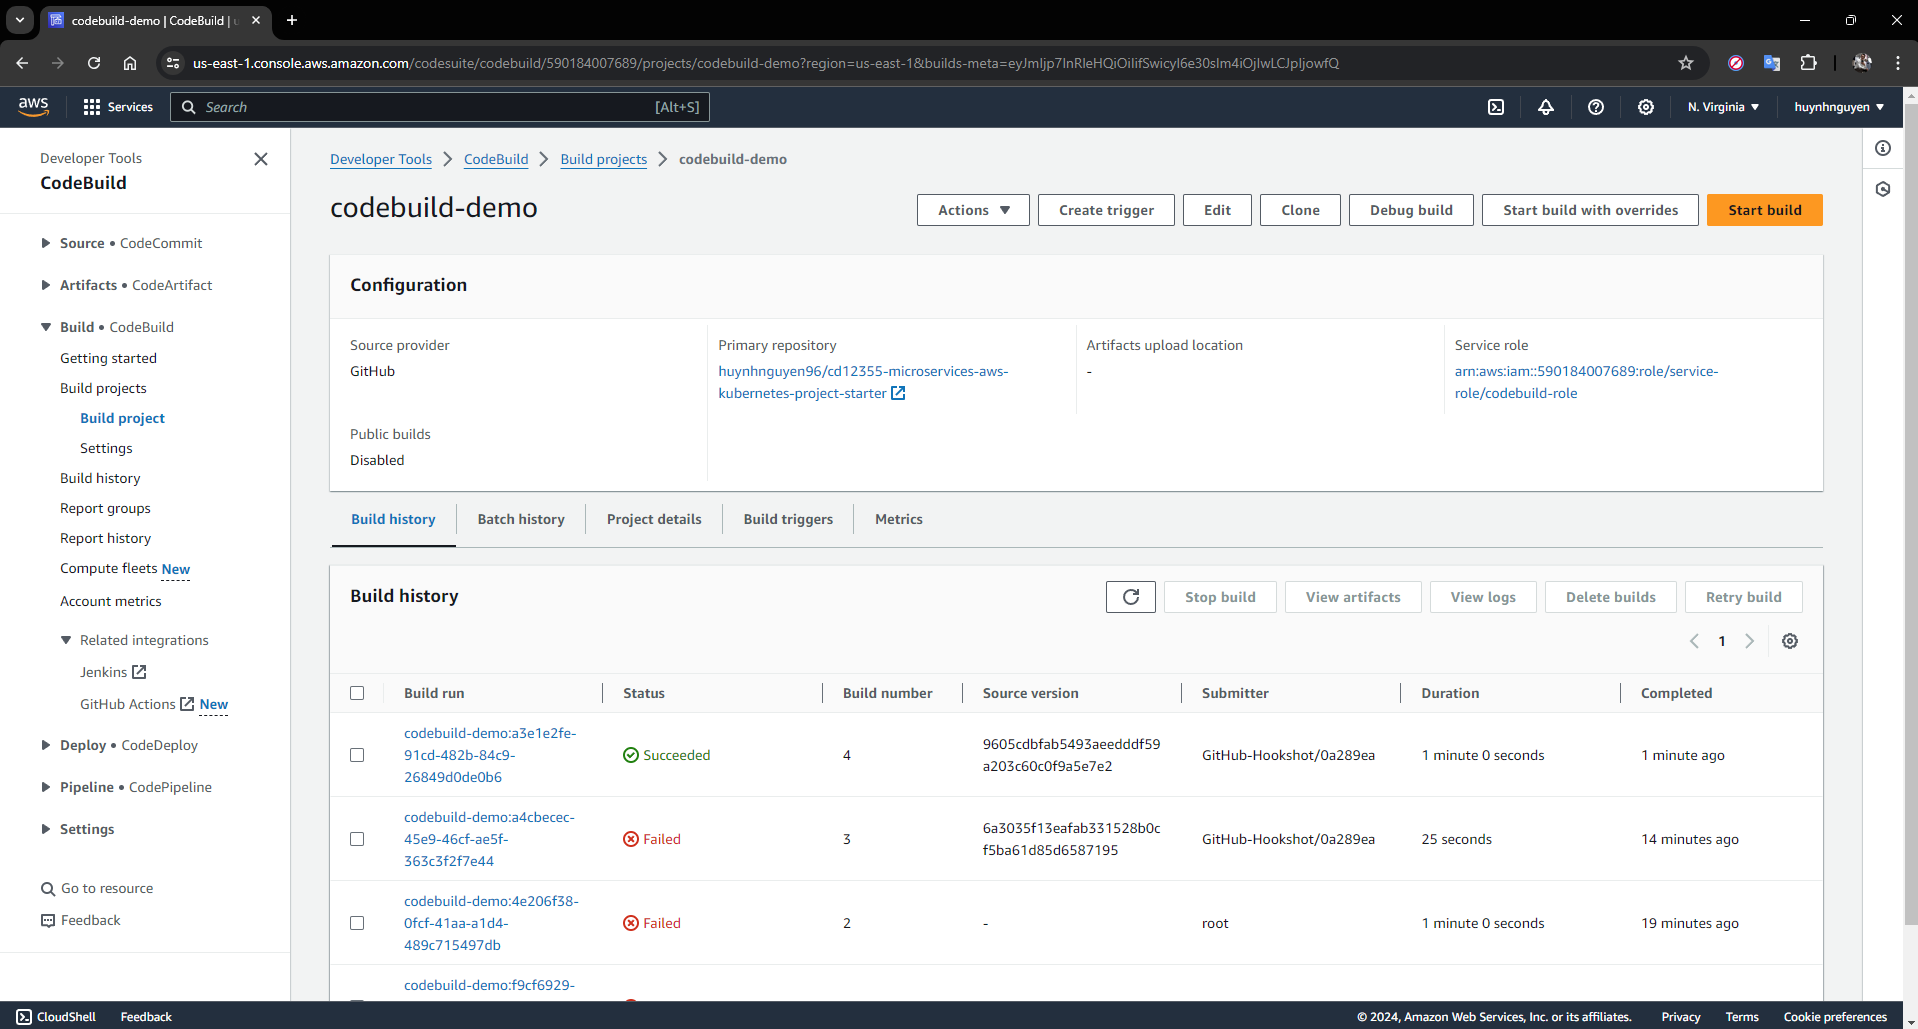 codebuild-demo | CodeBuild | u
us-east-1.console.aws.amazon.com/codesuite/codebuild/590184007689/projects/codebuild-demo?region=us-east-1&builds-meta=eyJmIjp7InRleHQiOiIifSwicyI6e30sIm4iOjIwLCJpIjowfQ
aws
Services
Search
[Alt+S]
N. Virginia
huynhnguyen
Developer Tools
CodeBuild
Source • CodeCommit
Artifacts • CodeArtifact
Build • CodeBuild
Getting started
Build projects
Build project
Settings
Build history
Report groups
Report history
Compute fleets New
Account metrics
Related integrations
Jenkins
GitHub Actions New
Deploy • CodeDeploy
Pipeline • CodePipeline
Settings
Go to resource
Feedback
Developer Tools
CodeBuild
Build projects
codebuild-demo
codebuild-demo
Actions
Create trigger
Edit
Clone
Debug build
Start build with overrides
Start build
Configuration
Source provider
GitHub
Primary repository
huynhnguyen96/cd12355-microservices-aws-
kubernetes-project-starter
Artifacts upload location
-
Service role
arn:aws:iam::590184007689:role/service-
role/codebuild-role
Public builds
Disabled
Build history
Batch history
Project details
Build triggers
Metrics
Build history
Stop build
View artifacts
View logs
Delete builds
Retry build
1
Build run
Status
Build number
Source version
Submitter
Duration
Completed
codebuild-demo:a3e1e2fe-
91cd-482b-84c9-
26849d0de0b6
Succeeded
4
9605cdbfab5493aeedddf59
a203c60c0f9a5e7e2
GitHub-Hookshot/0a289ea
1 minute 0 seconds
1 minute ago
codebuild-demo:a4cbecec-
45e9-46cf-ae5f-
363c3f2f7e44
Failed
3
6a3035f13eafab331528b0c
f5ba61d85d6587195
GitHub-Hookshot/0a289ea
25 seconds
14 minutes ago
codebuild-demo:4e206f38-
0fcf-41aa-a1d4-
489c715497db
Failed
2
-
root
1 minute 0 seconds
19 minutes ago
codebuild-demo:f9cf6929-
CloudShell
Feedback
© 2024, Amazon Web Services, Inc. or its affiliates.
Privacy
Terms
Cookie preferences